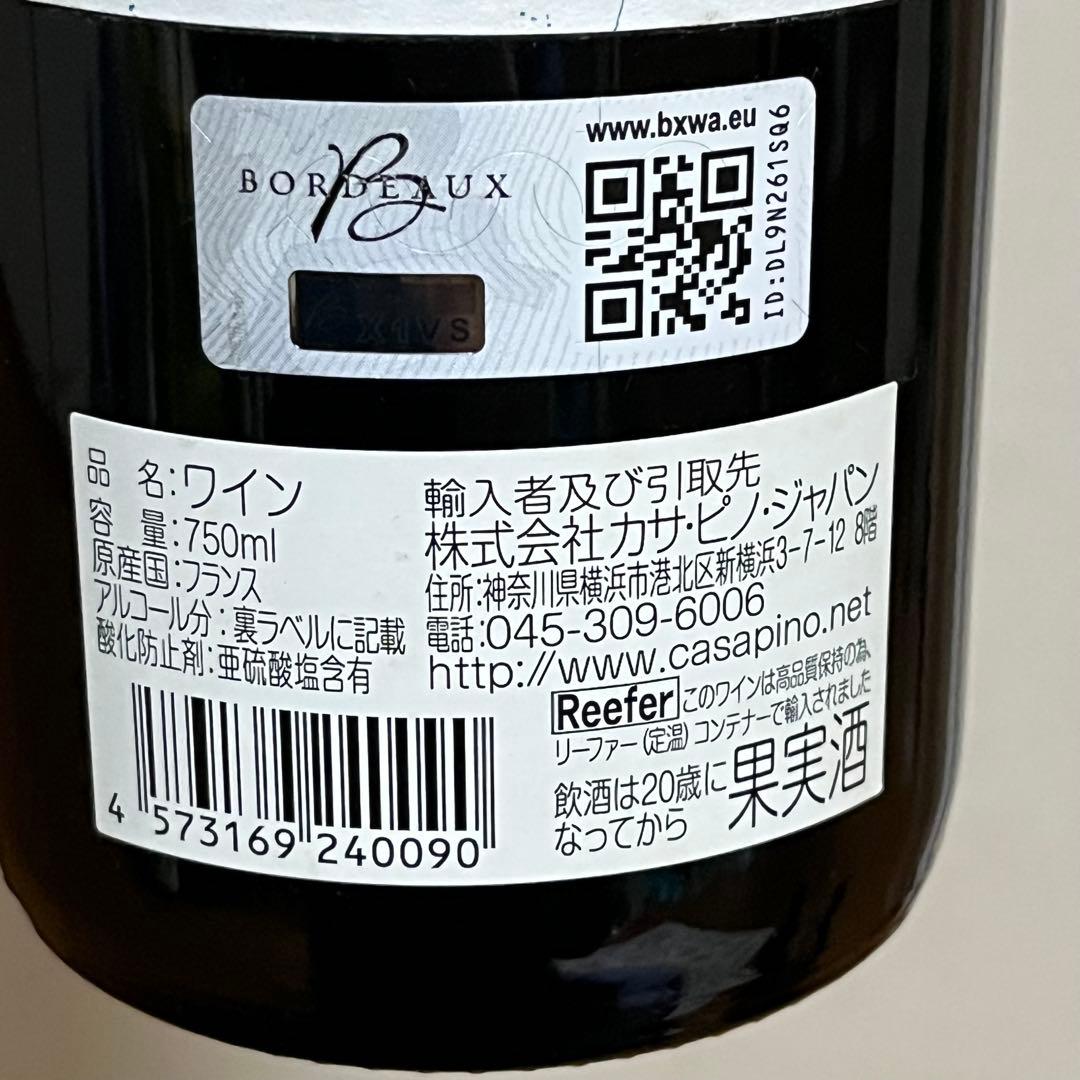 BORDEAUX
B
www.bxwa.eu
ID:DL9N261SQ6
品 名:ワイン
容 量:750ml
原産国:フランス
アルコール分:裏ラベルに記載
酸化防止剤:亜硫酸塩含有
4 573169 240090
輸入者及び引取先
株式会社カサ・ピノ・ジャパン
住所:神奈川県横浜市港北区新横浜3-7-12 8階
電話:045-309-6006
http://www.casapino.net
Reefer このワインは高品質保持の為、
リーファー(定温)コンテナーで輸入されました
飲酒は20歳に
なってから
果実酒